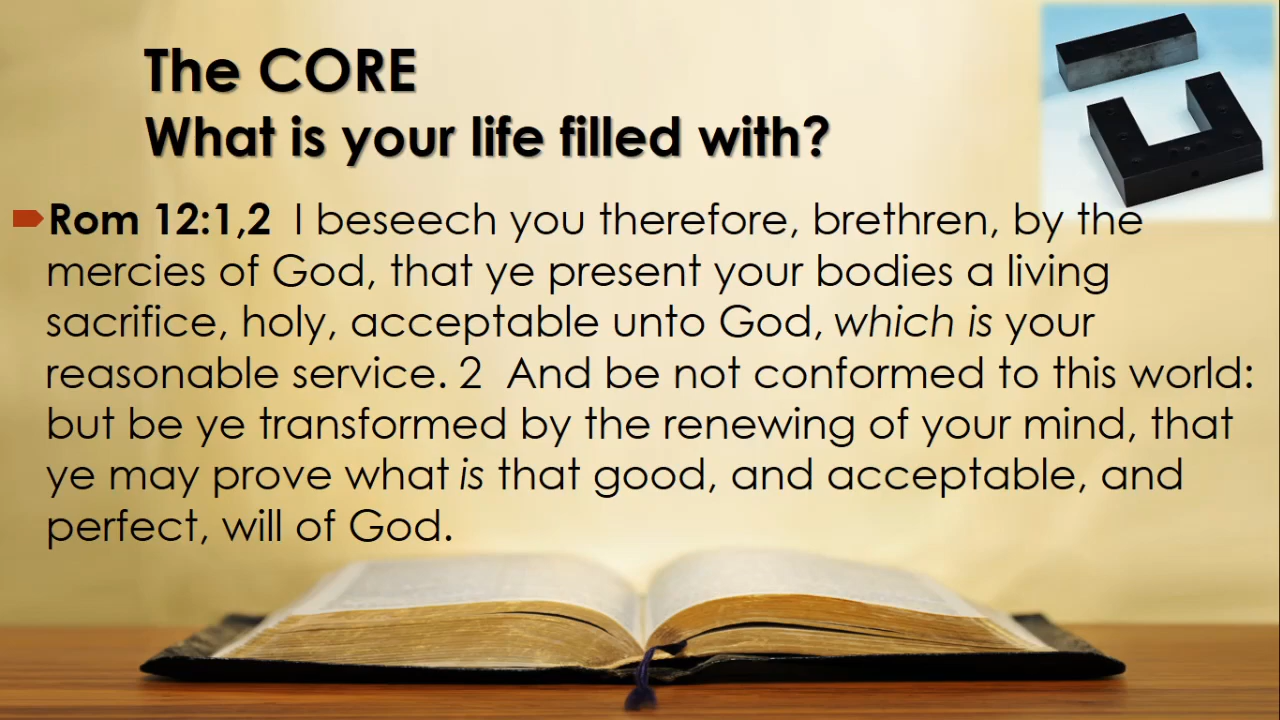 The CORE
What is your life filled with?
Rom 12:1,2  I beseech you therefore, brethren, by the
mercies of God, that ye present your bodies a living
sacrifice, holy, acceptable unto God, which is your
reasonable service. 2  And be not conformed to this world:
but be ye transformed by the renewing of your mind, that
ye may prove what is that good, and acceptable, and
perfect, will of God.